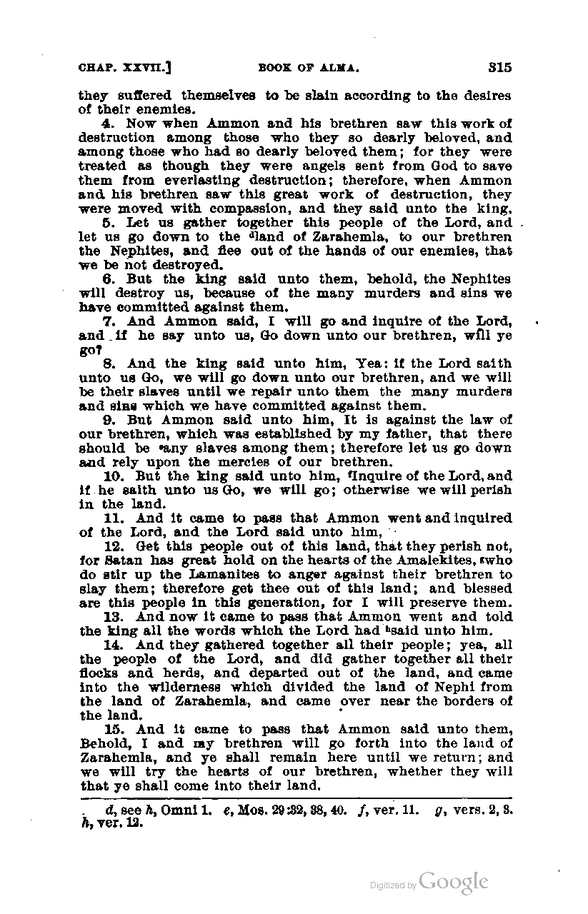 CHAP. XXVII.] BOOK OF ALMA. 315
they suffered themselves to be slain according to the desires
of their enemies.
4. Now when Ammon and his brethren saw this work of
destruction among those who they so dearly beloved, and
among those who had so dearly beloved them; for they were
treated as though they were angels sent from God to save
them from everlasting destruction; therefore, when Ammon
and his brethren saw this great work of destruction, they
were moved with compassion, and they said unto the king,
5. Let us gather together this people of the Lord, and
let us go down to the dland of Zarahemla, to our brethren
the Nephites, and flee out of the hands of our enemies, that
we be not destroyed.
6. But the king said unto them, behold, the Nephites
will destroy us, because of the many murders and sins we
have committed against them.
7. And Ammon said, I will go and inquire of the Lord,
and if he say unto us, Go down unto our brethren, will ye
go?
8. And the king said unto him, Yea: if the Lord saith
unto us Go, we will go down unto our brethren, and we will
be their slaves until we repair unto them the many murders
and sins which we have committed against them.
9. But Ammon said unto him, It is against the law of
our brethren, which was established by my father, that there
should be eany slaves among them; therefore let us go down
and rely upon the mercies of our brethren.
10. But the king said unto him, fInquire of the Lord, and
if he saith unto us Go, we will go; otherwise we will perish
in the land.
11. And it came to pass that Ammon went and inquired
of the Lord, and the Lord said unto him,
12. Get this people out of this land, that they perish not,
for Satan has great hold on the hearts of the Amalekites, gwho
do stir up the Lamanites to anger against their brethren to
slay them; therefore get thee out of this land; and blessed
are this people in this generation, for I will preserve them.
13. And now it came to pass that Ammon went and told
the king all the words which the Lord had hsaid unto him.
14. And they gathered together all their people; yea, all
the people of the Lord, and did gather together all their
flocks and herds, and departed out of the land, and came
into the wilderness which divided the land of Nephi from
the land of Zarahemla, and came over near the borders of
the land.
15. And it came to pass that Ammon said unto them,
Behold, I and my brethren will go forth into the land of
Zarahemla, and ye shall remain here until we return; and
we will try the hearts of our brethren, whether they will
that ye shall come into their land.
d, see h, Omni 1. e, Mos. 29:32, 38, 40. f, ver. 11. g, vers. 2, 3.
h, ver. 12.
Digitized by Google